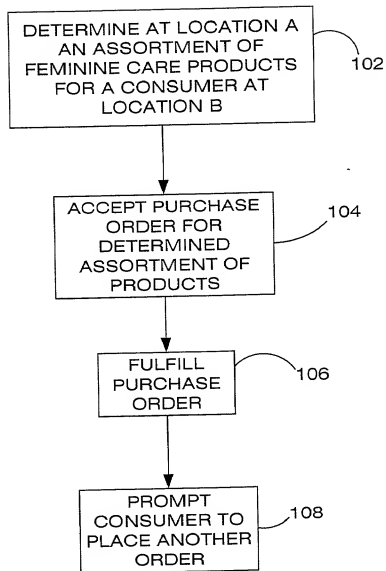 DETERMINE AT LOCATION A
AN ASSORTMENT OF
FEMININE CARE PRODUCTS
FOR A CONSUMER AT
LOCATION B
102
ACCEPT PURCHASE
ORDER FOR
DETERMINED
ASSORTMENT OF
PRODUCTS
104
FULFILL
PURCHASE
ORDER
106
PROMPT
CONSUMER TO
PLACE ANOTHER
ORDER
108